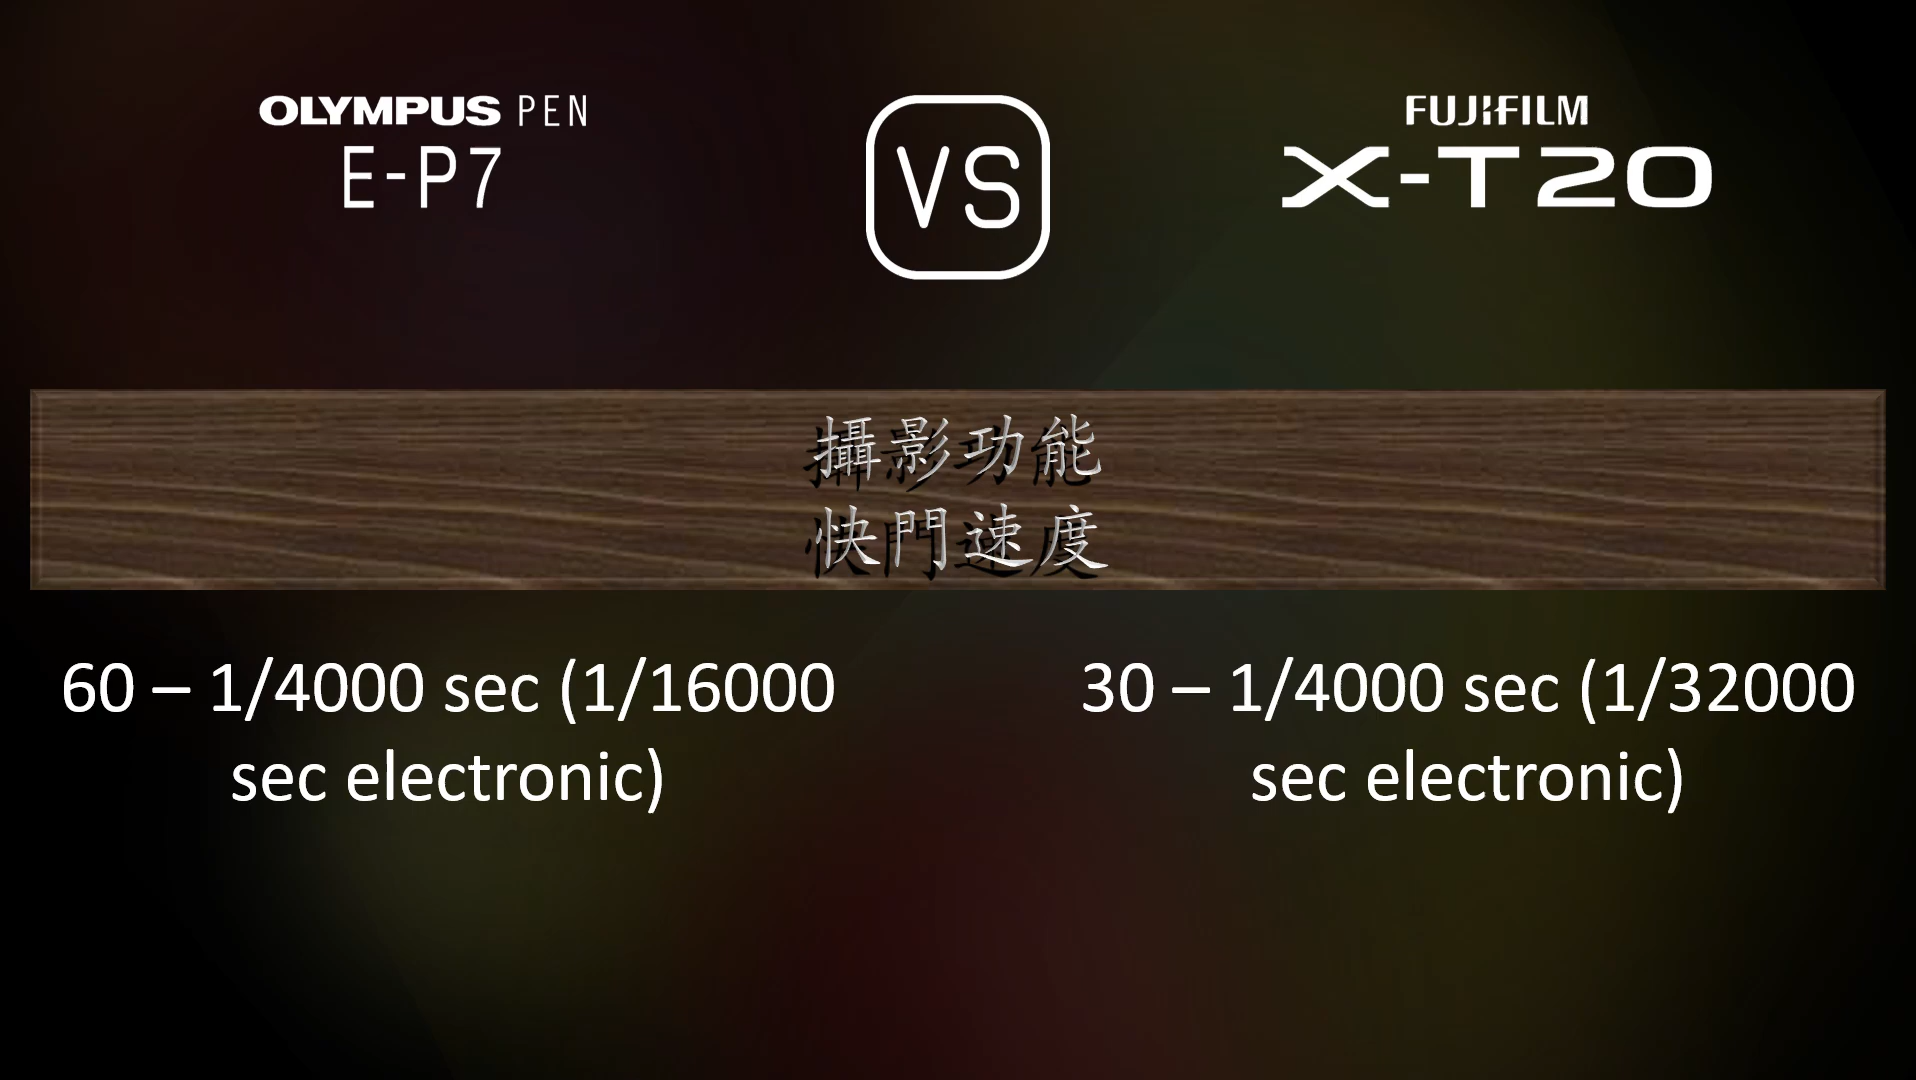 OLYMPUS PEN
E-P7
VS
FUJIFILM
X-T20
攝影功能
快門速度
60 – 1/4000 sec (1/16000
sec electronic)
30 – 1/4000 sec (1/32000
sec electronic)